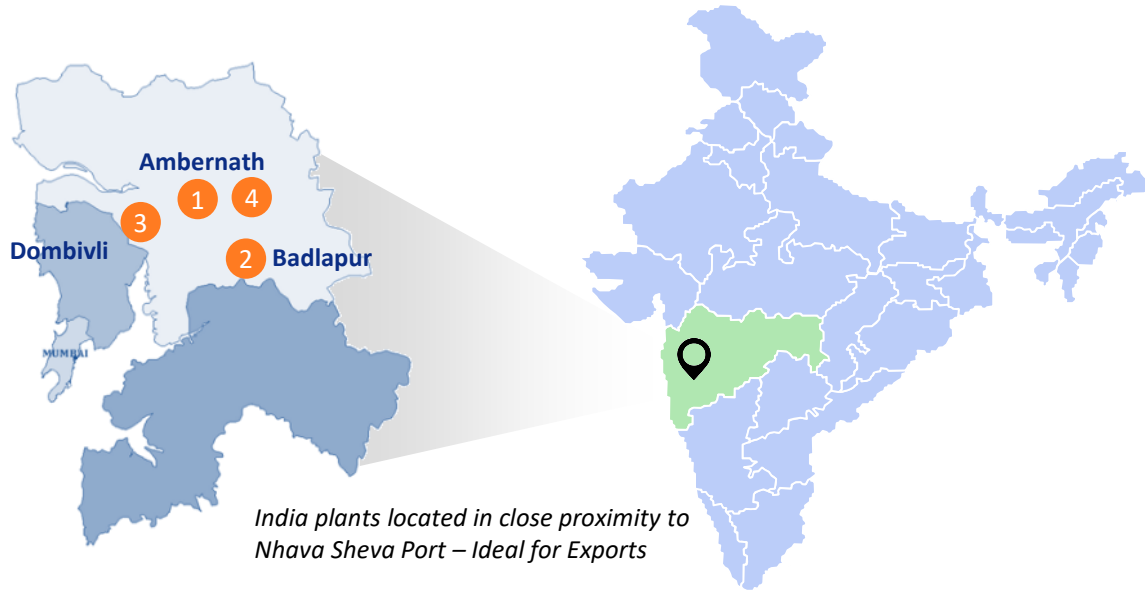 Ambernath
1
4
3
Dombivli
2
Badlapur
MUMBAI
India plants located in close proximity to
Nhava Sheva Port – Ideal for Exports